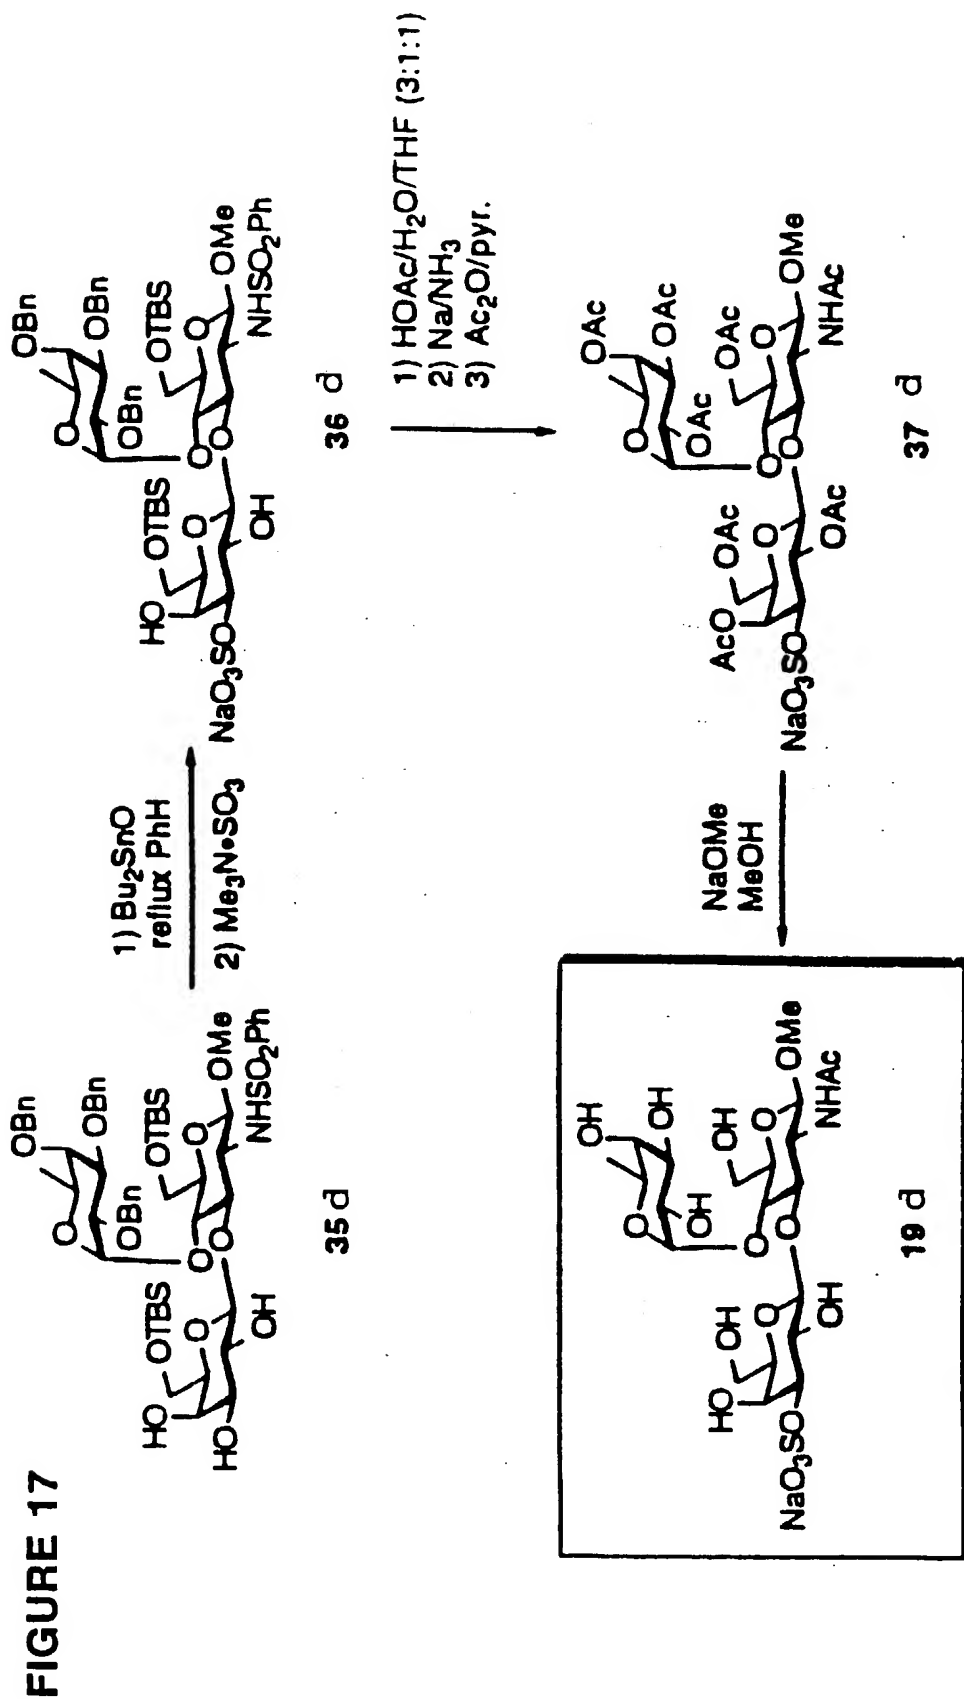 FIGURE 17
HO
OTBS
O
HO
OH
O
O
O
OBn
OBn
OBn
OTBS
O
OMe
NHSO2Ph
35 d
1) Bu2SnO
reflux PhH
2) Me3N•SO3
HO
OTBS
O
NaO3SO
OH
O
O
O
OBn
OBn
OBn
OTBS
O
OMe
NHSO2Ph
36 d
1) HOAc/H2O/THF (3:1:1)
2) Na/NH3
3) Ac2O/pyr.
AcO
OAc
O
NaO3SO
OAc
O
O
O
OAc
OAc
OAc
OAc
O
OMe
NHAc
37 d
NaOMe
MeOH
HO
OH
O
NaO3SO
OH
O
O
O
OH
OH
OH
OH
O
OMe
NHAc
19 d